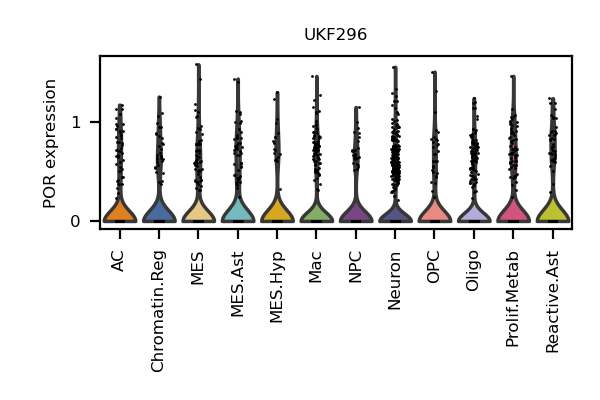 UKF296
POR expression
1
0
AC
Chromatin.Reg
MES
MES.Ast
MES.Hyp
Mac
NPC
Neuron
OPC
Oligo
Prolif.Metab
Reactive.Ast